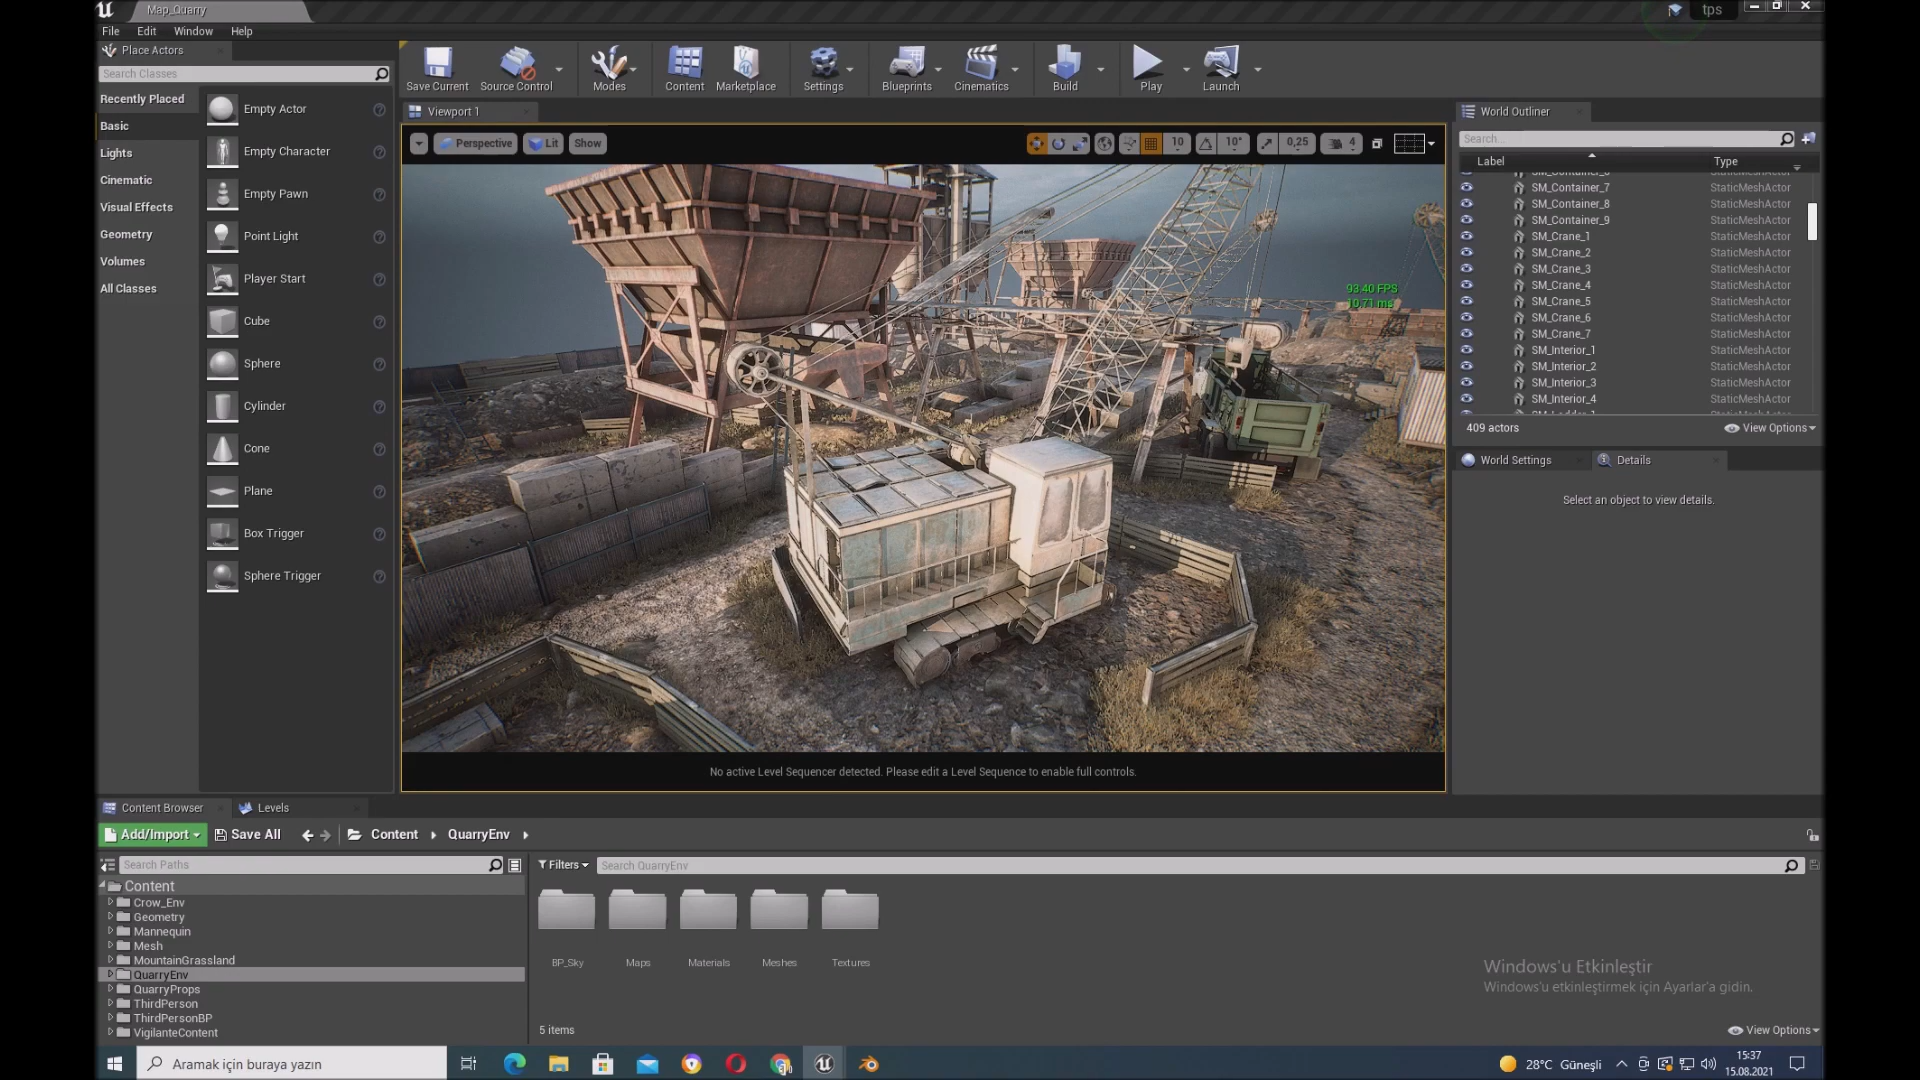 Map_Quarry
tps
File Edit Window Help
Place Actors
Search Classes
Recently Placed
Basic
Lights
Cinematic
Visual Effects
Geometry
Volumes
All Classes
Empty Actor
Empty Character
Empty Pawn
Point Light
Player Start
Cube
Sphere
Cylinder
Cone
Plane
Box Trigger
Sphere Trigger
Save Current Source Control Modes Content Marketplace Settings Blueprints Cinematics Build Play Launch
Viewport 1
Perspective Lit Show 10 10° 0,25 4
93.40 FPS
10.71 ms
No active Level Sequencer detected. Please edit a Level Sequence to enable full controls.
World Outliner
Search...
Label Type
SM_Container_6 StaticMeshActor
SM_Container_7 StaticMeshActor
SM_Container_8 StaticMeshActor
SM_Container_9 StaticMeshActor
SM_Crane_1 StaticMeshActor
SM_Crane_2 StaticMeshActor
SM_Crane_3 StaticMeshActor
SM_Crane_4 StaticMeshActor
SM_Crane_5 StaticMeshActor
SM_Crane_6 StaticMeshActor
SM_Crane_7 StaticMeshActor
SM_Interior_1 StaticMeshActor
SM_Interior_2 StaticMeshActor
SM_Interior_3 StaticMeshActor
SM_Interior_4 StaticMeshActor
SM_Ladder_1 StaticMeshActor
409 actors View Options
World Settings Details
Select an object to view details.
Content Browser Levels
Add/Import Save All Content QuarryEnv
Search Paths
Content
Crow_Env
Geometry
Mannequin
Mesh
MountainGrassland
QuarryEnv
QuarryProps
ThirdPerson
ThirdPersonBP
VigilanteContent
Filters Search QuarryEnv
BP_Sky Maps Materials Meshes Textures
5 items View Options
Windows'u Etkinleştir
Windows'u etkinleştirmek için Ayarlar'a gidin.
Aramak için buraya yazın
28°C Güneşli
15:37
15.08.2021